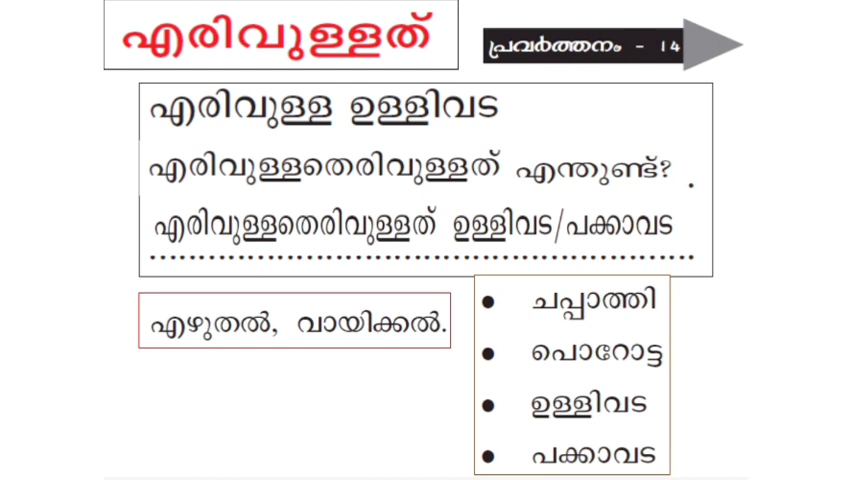 എരിവുള്ളത്
പ്രവർത്തനം - 14
എരിവുള്ള ഉള്ളിവട
എരിവുള്ളതെരിവുള്ളത് എന്തുണ്ട്? .
എരിവുള്ളതെരിവുള്ളത് ഉള്ളിവട/പക്കാവട
എഴുതൽ, വായിക്കൽ.
• ചപ്പാത്തി
• പൊറോട്ട
• ഉള്ളിവട
• പക്കാവട